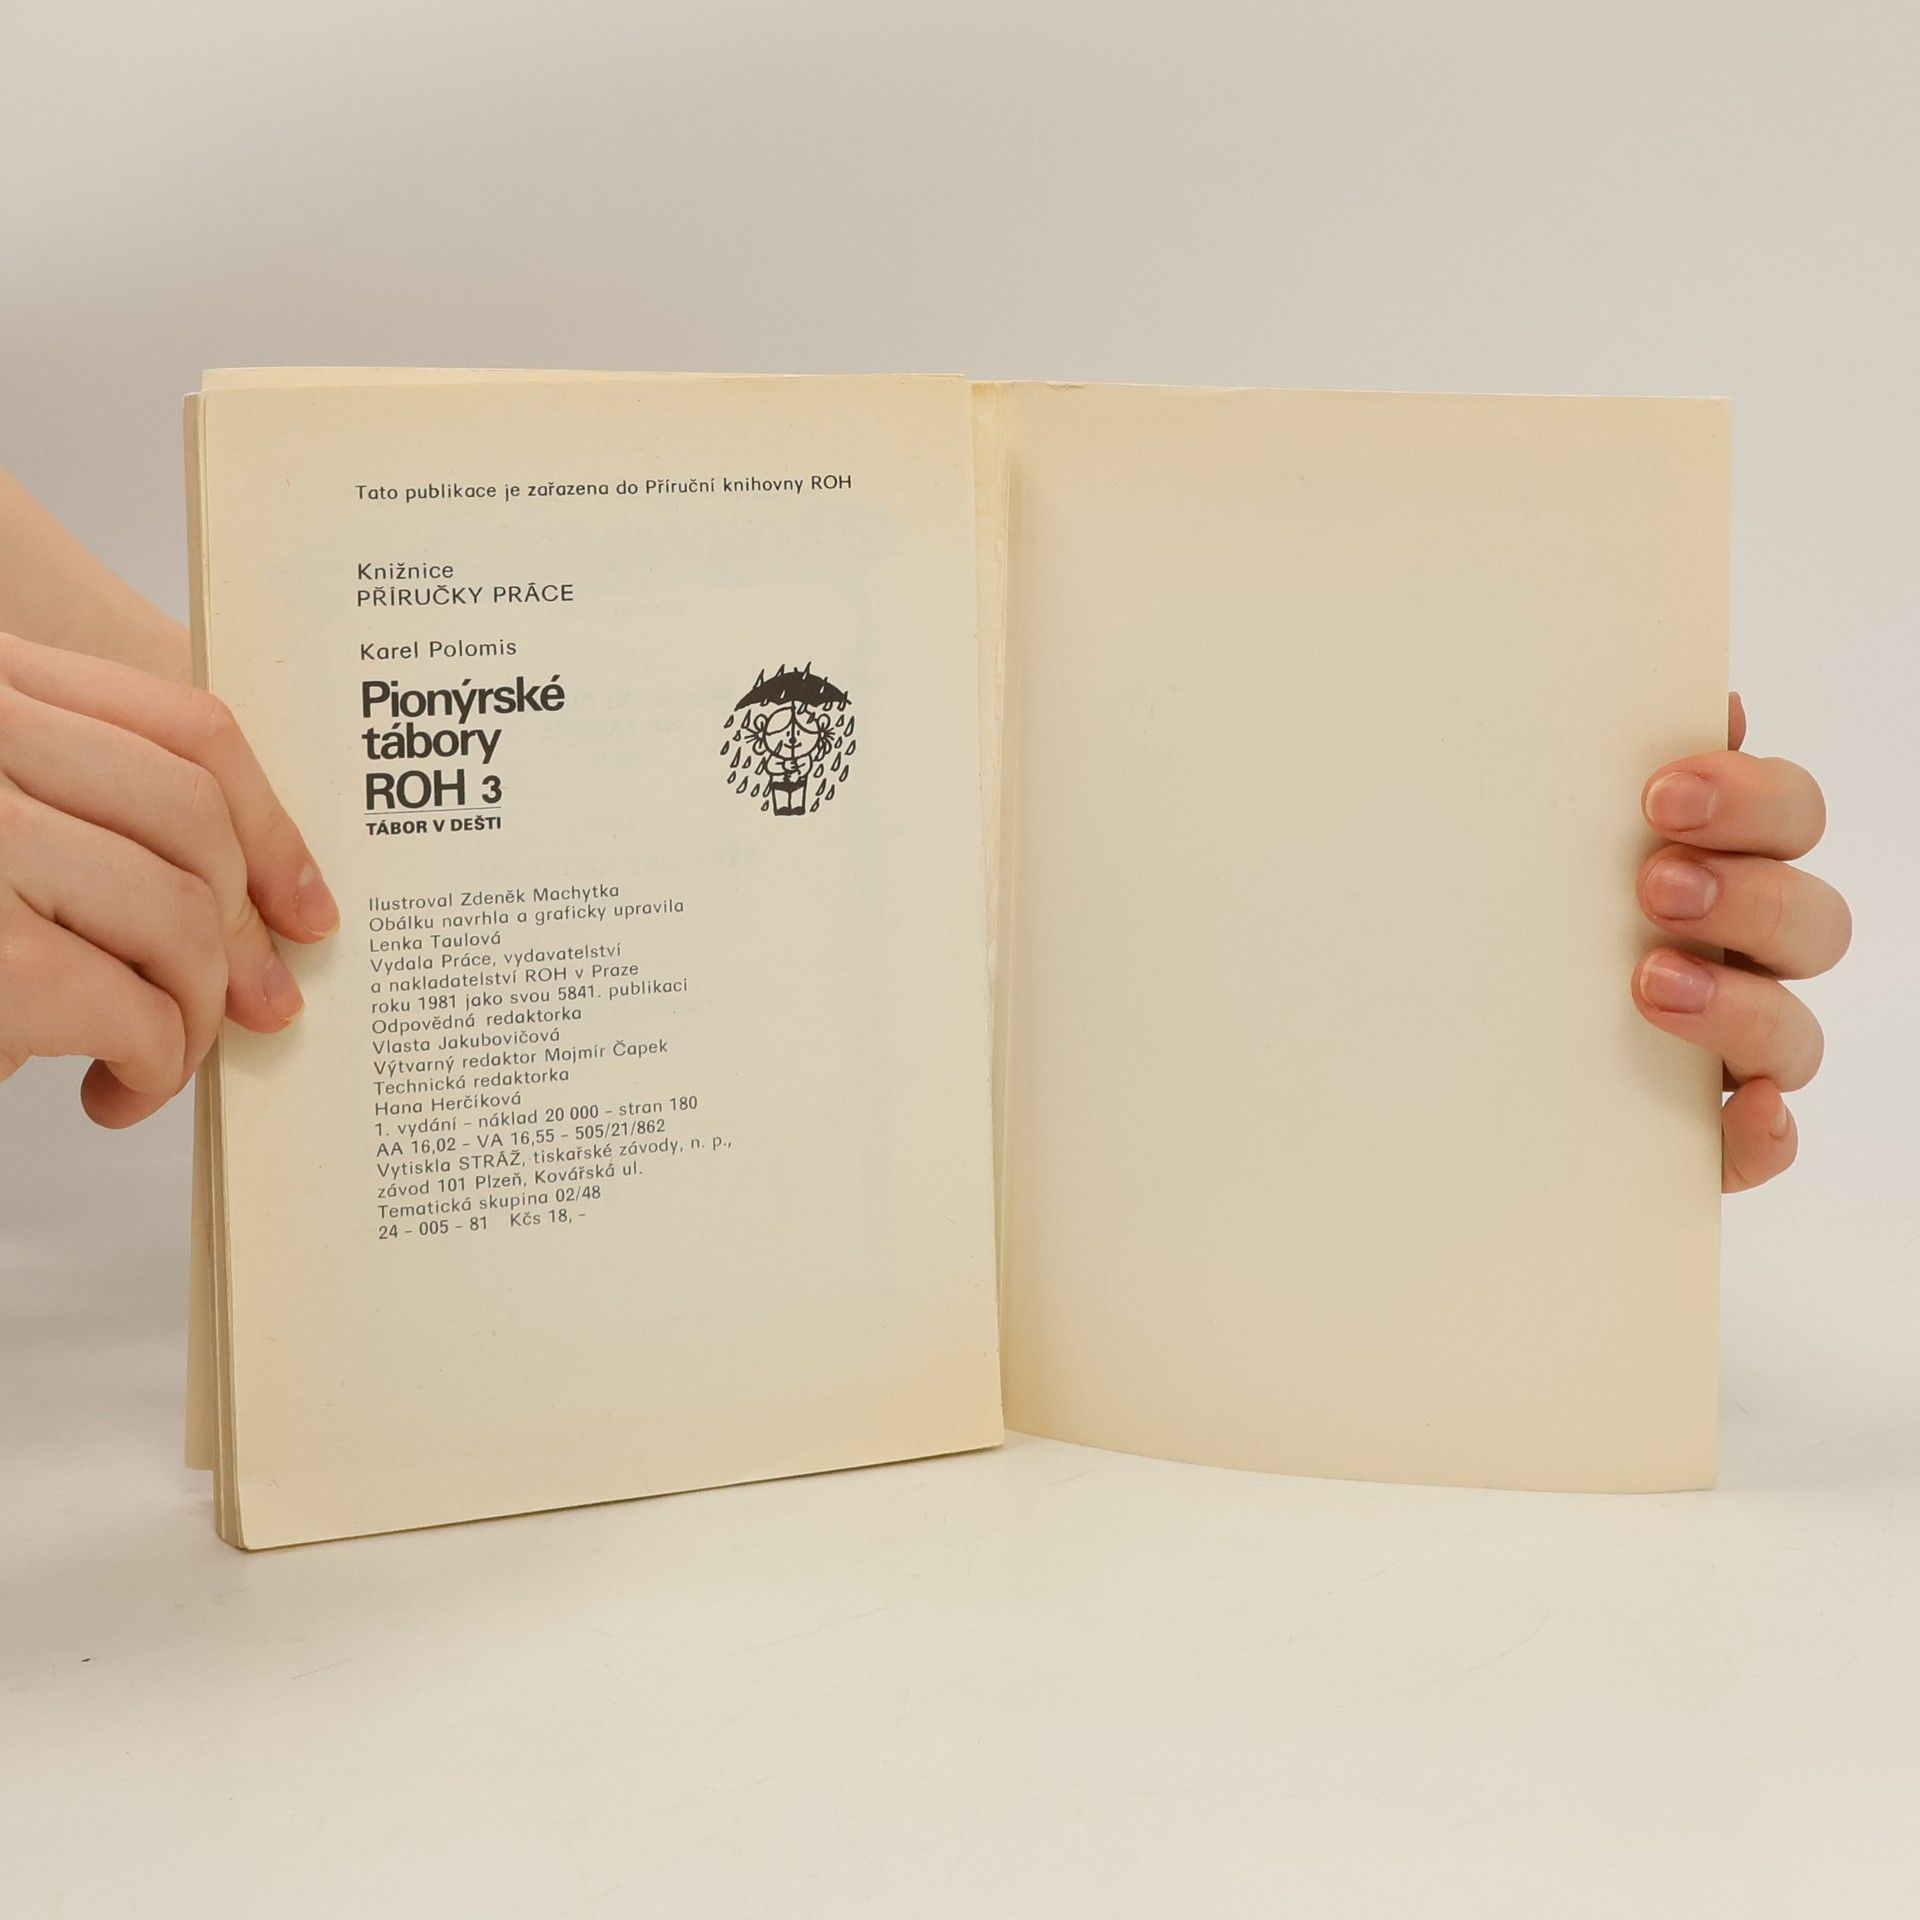 Tato publikace je zařazena do Příruční knihovny ROH
Knižnice
PŘÍRUČKY PRÁCE
Karel Polomis
Pionýrské
tábory
ROH 3
TÁBOR V DEŠTI
Ilustroval Zdeněk Machytka
Obálku navrhla a graficky upravila
Lenka Taulová
Vydala Práce, vydavatelství
a nakladatelství ROH v Praze
roku 1981 jako svou 5841. publikaci
Odpovědná redaktorka
Vlasta Jakubovičová
Výtvarný redaktor Mojmír Čapek
Technická redaktorka
Hana Herčíková
1. vydání – náklad 20 000 – stran 180
AA 16,02 – VA 16,55 – 505/21/862
Vytiskla STRÁŽ, tiskařské závody, n. p.,
závod 101 Plzeň, Kovářská ul.
Tematická skupina 02/48
24 – 005 – 81 Kčs 18, –